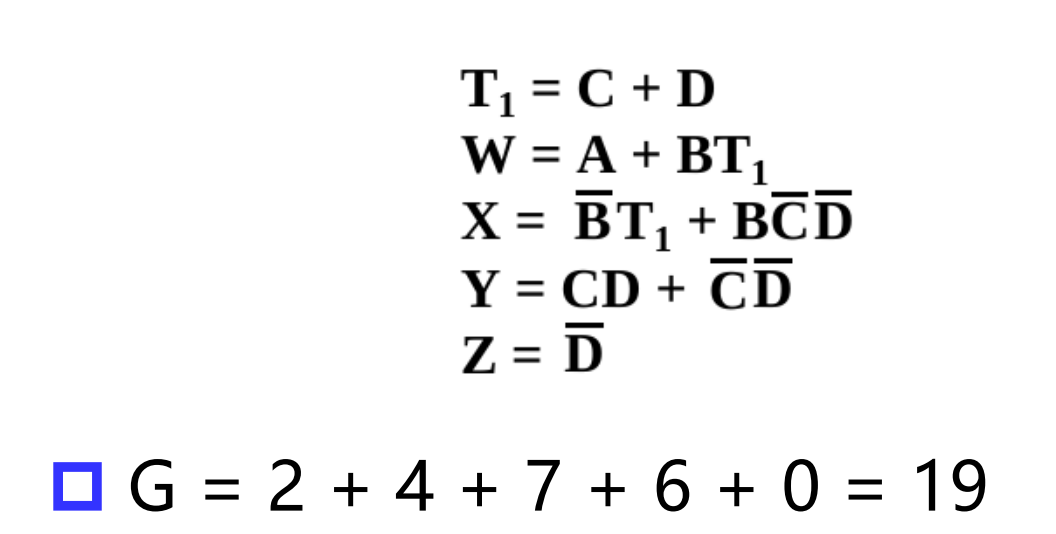 T₁ = C + D
W = A + BT₁
X = B̅T₁ + BC̅D̅
Y = CD + C̅D̅
Z = D̅
G = 2 + 4 + 7 + 6 + 0 = 19